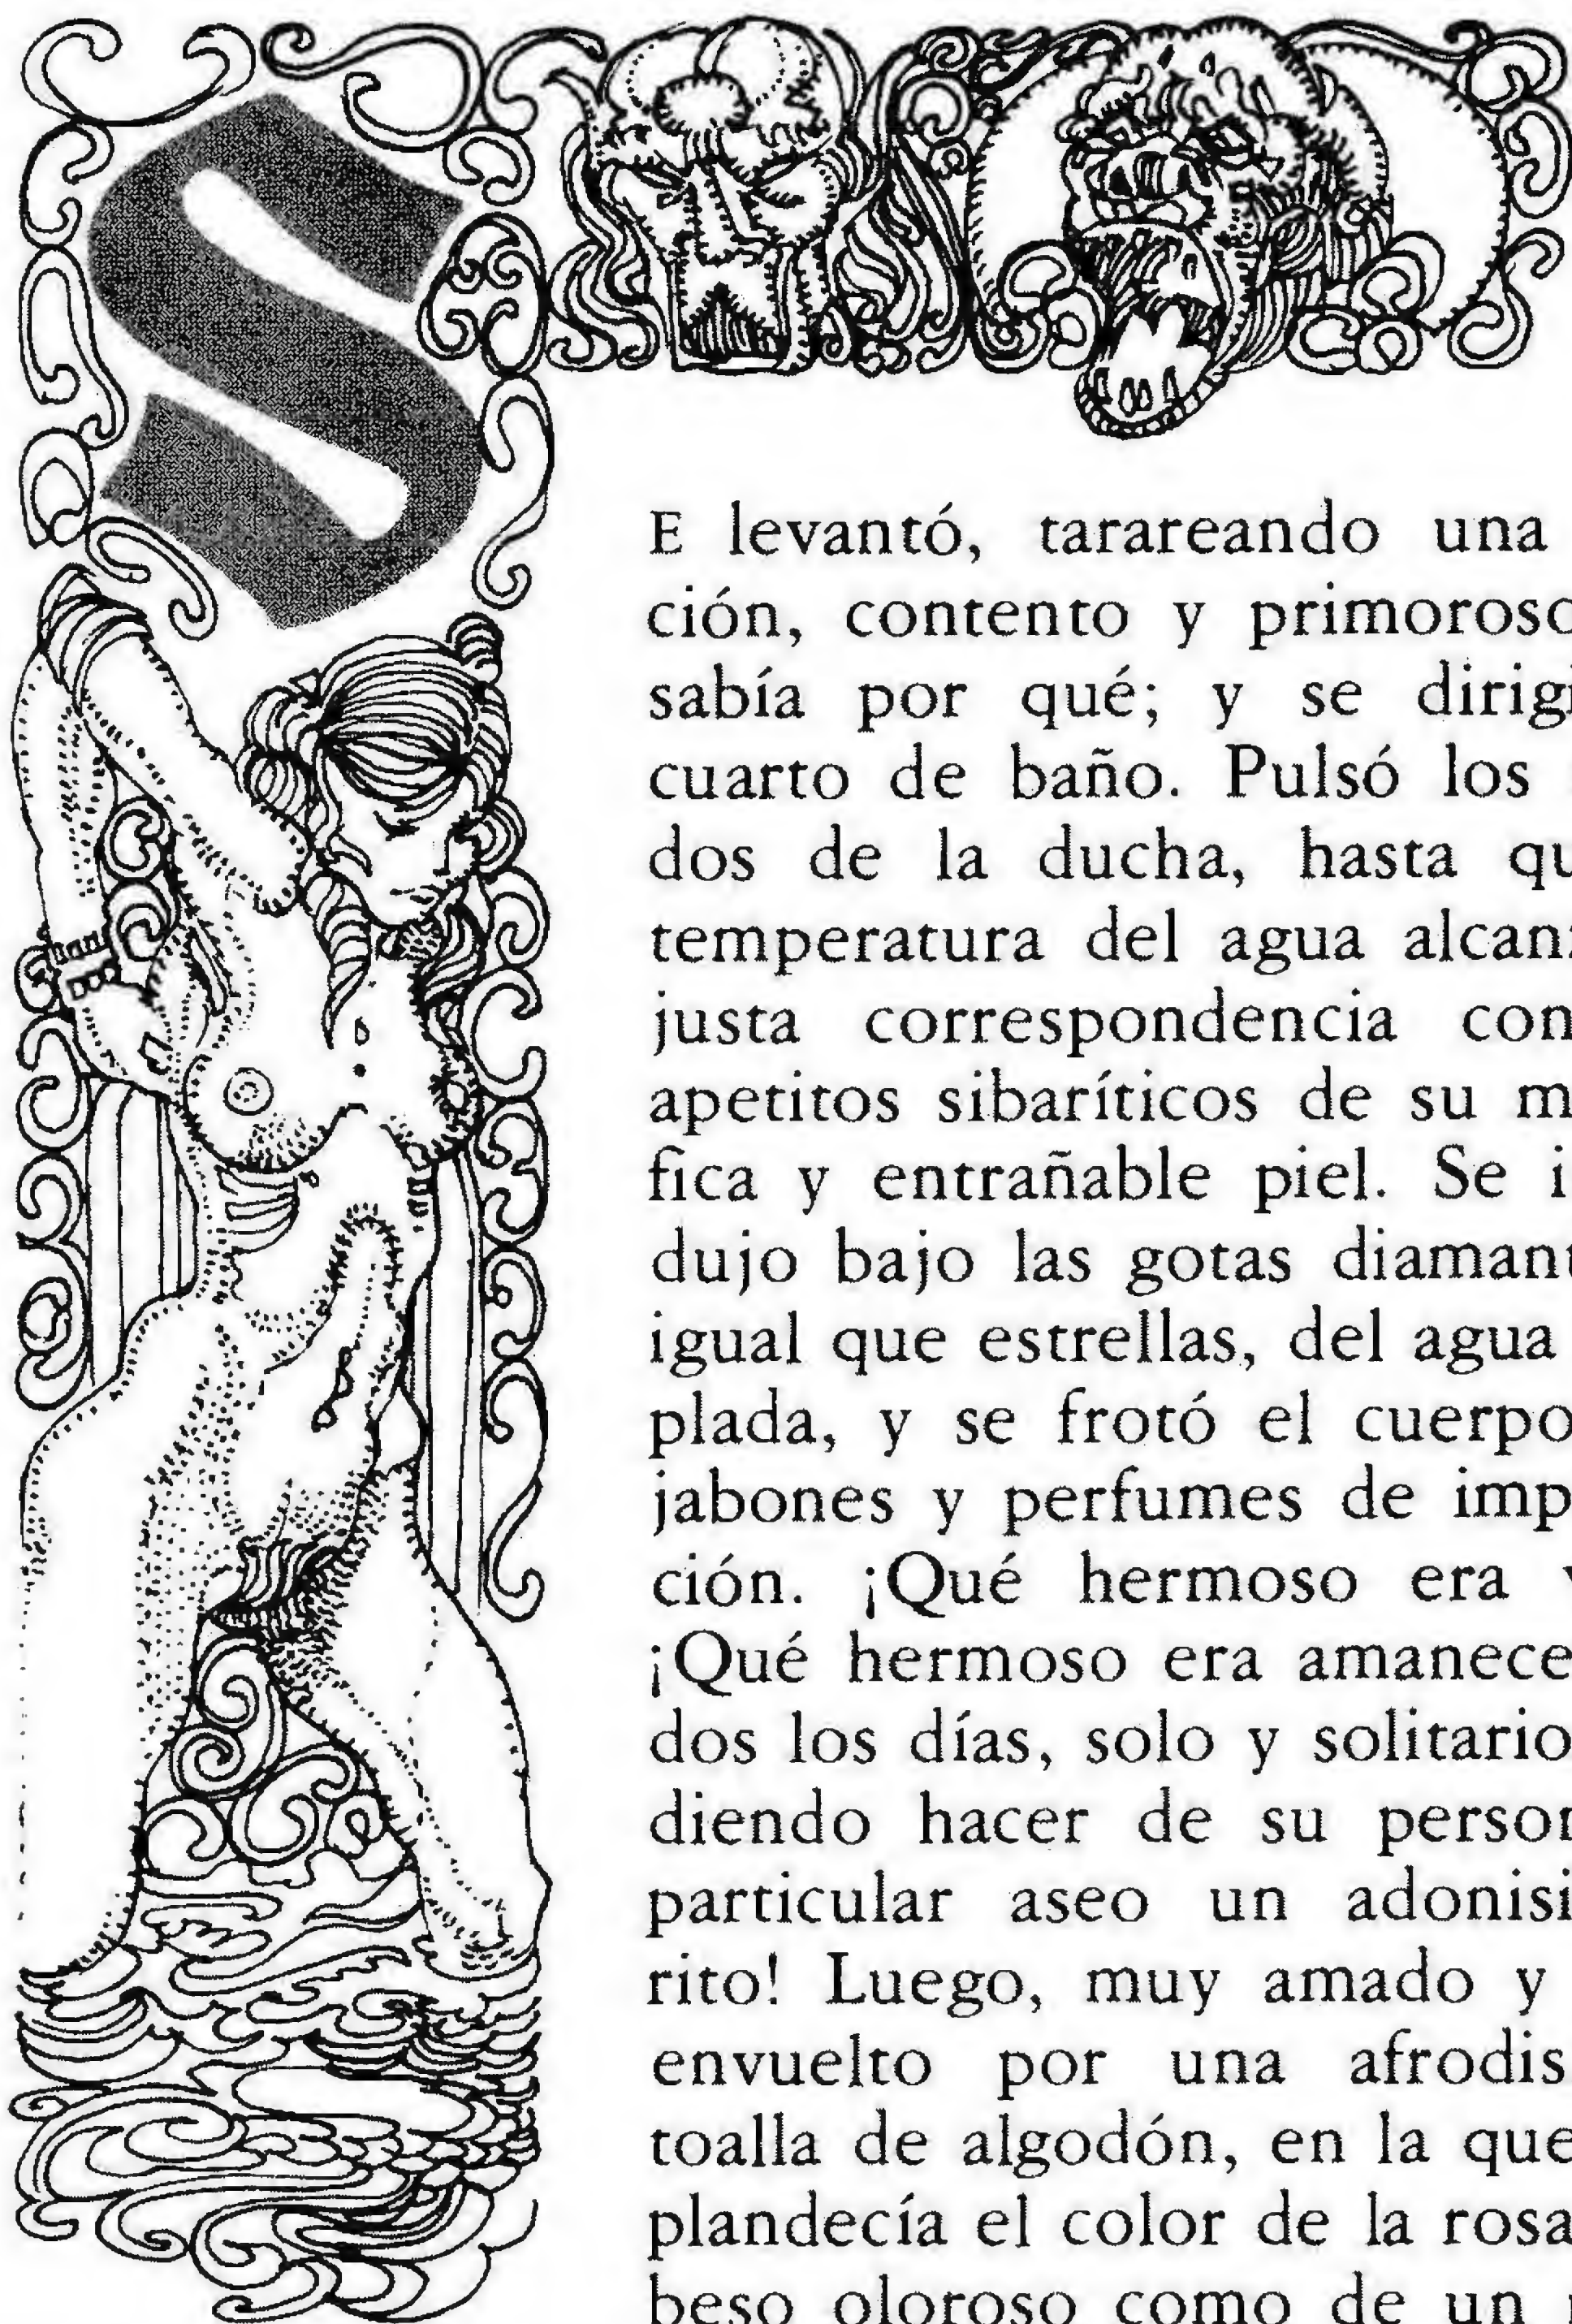 S
E levantó, tarareando una
ción, contento y primoroso
sabía por qué; y se dirigi
cuarto de baño. Pulsó los
dos de la ducha, hasta qu
temperatura del agua alcan
justa correspondencia con
apetitos sibaríticos de su m
fica y entrañable piel. Se i
dujo bajo las gotas diamant
igual que estrellas, del agua
plada, y se frotó el cuerpo
jabones y perfumes de imp
ción. ¡Qué hermoso era
¡Qué hermoso era amanece
dos los días, solo y solitario
diendo hacer de su person
particular aseo un adonisi
rito! Luego, muy amado y
envuelto por una afrodis
toalla de algodón, en la que
plandecía el color de la rosa
beso oloroso como de un